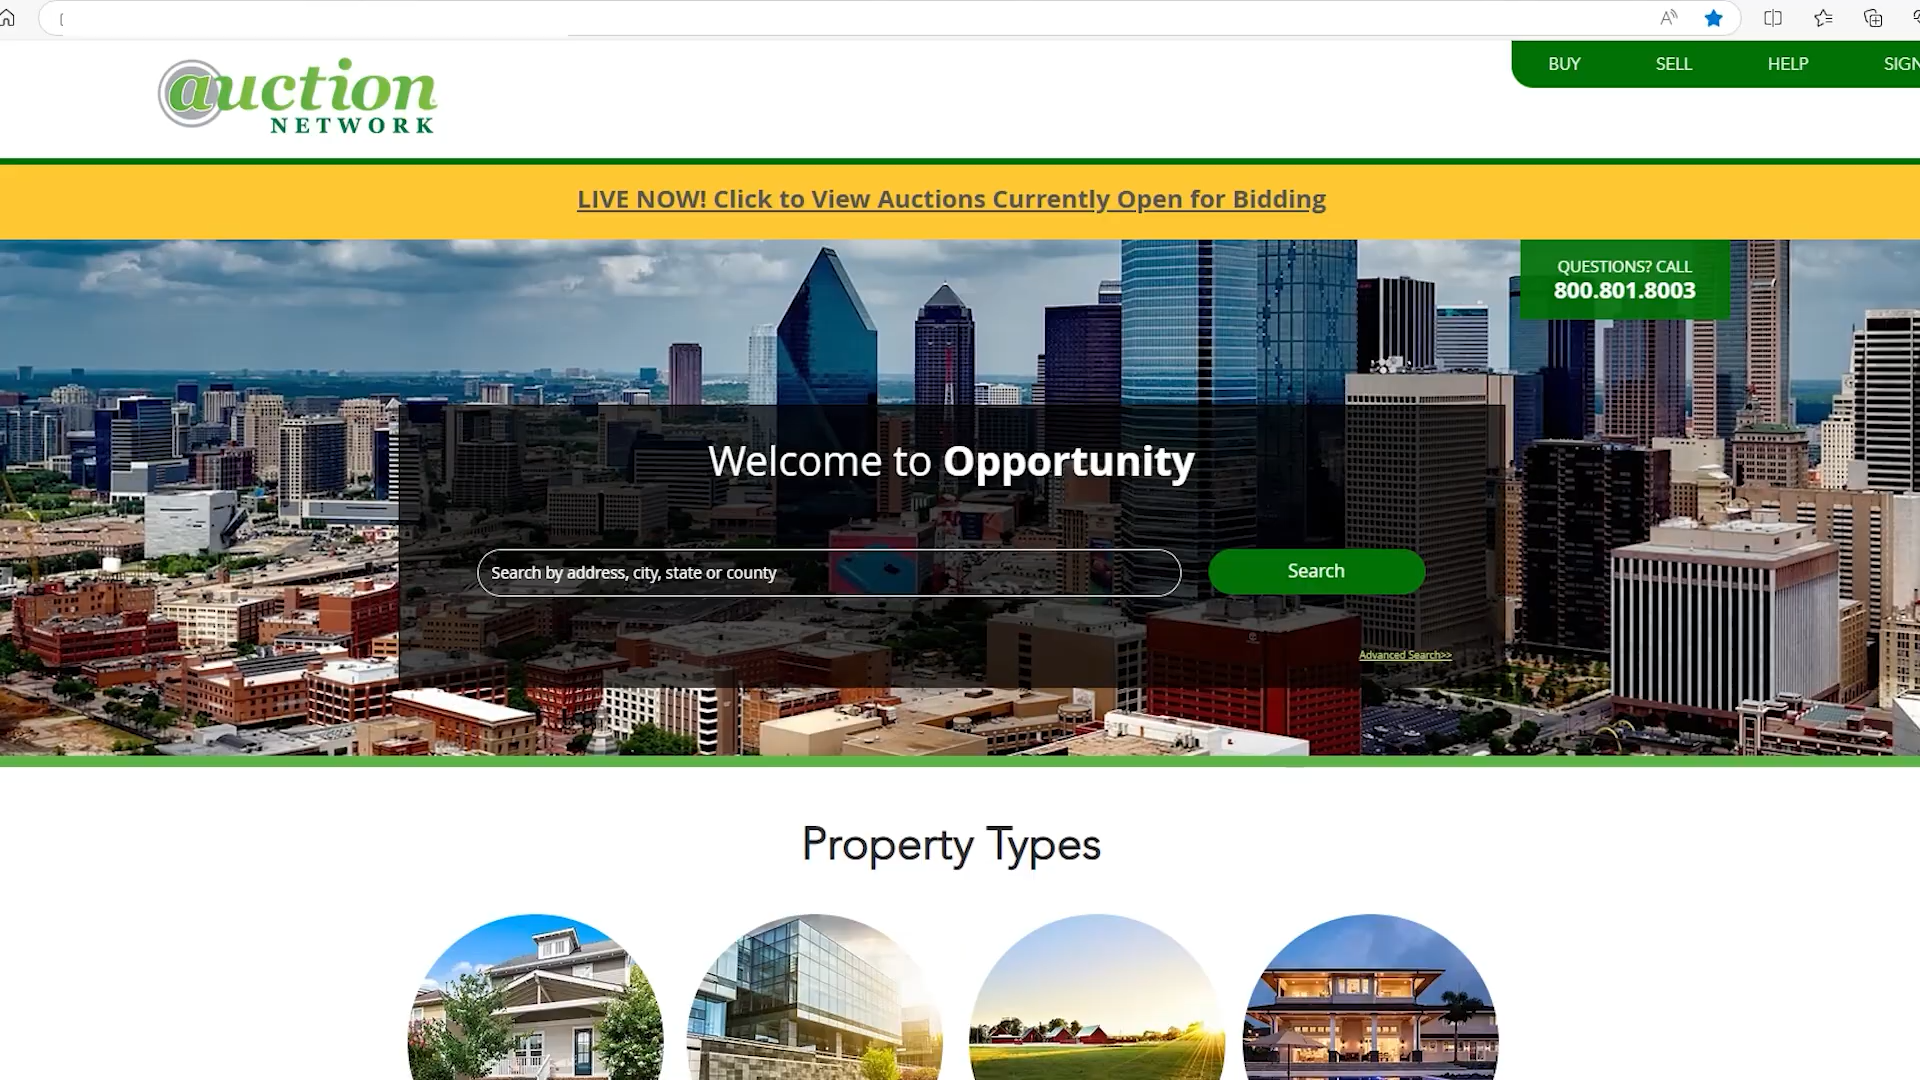 BUY SELL HELP SIGN
auction
NETWORK
LIVE NOW! Click to View Auctions Currently Open for Bidding
QUESTIONS? CALL
800.801.8003
Welcome to Opportunity
Search by address, city, state or county
Search
Advanced Search>>
Property Types